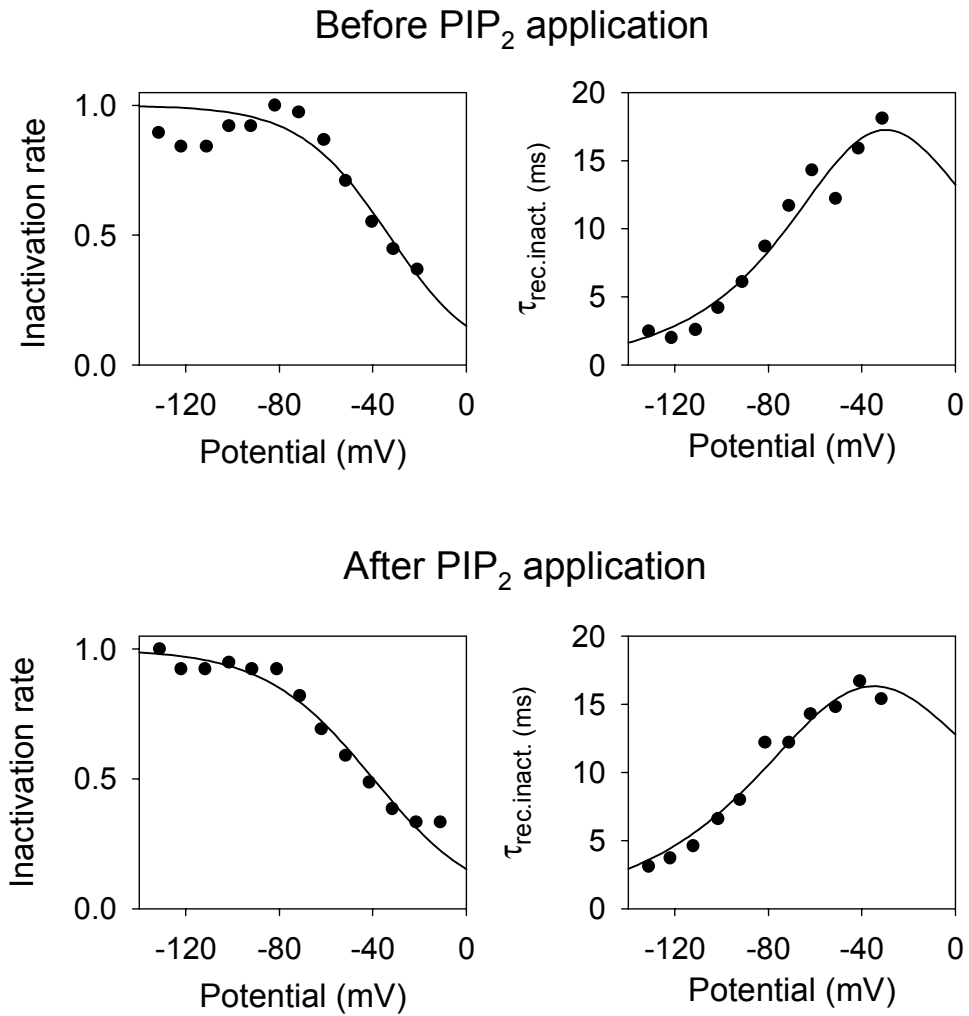 Before PIP₂ application
Inactivation rate
1.0
0.5
0.0
-120 -80 -40 0
Potential (mV)
τrec.inact. (ms)
20
15
10
5
0
-120 -80 -40 0
Potential (mV)
After PIP₂ application
Inactivation rate
1.0
0.5
0.0
-120 -80 -40 0
Potential (mV)
τrec.inact. (ms)
20
15
10
5
0
-120 -80 -40 0
Potential (mV)